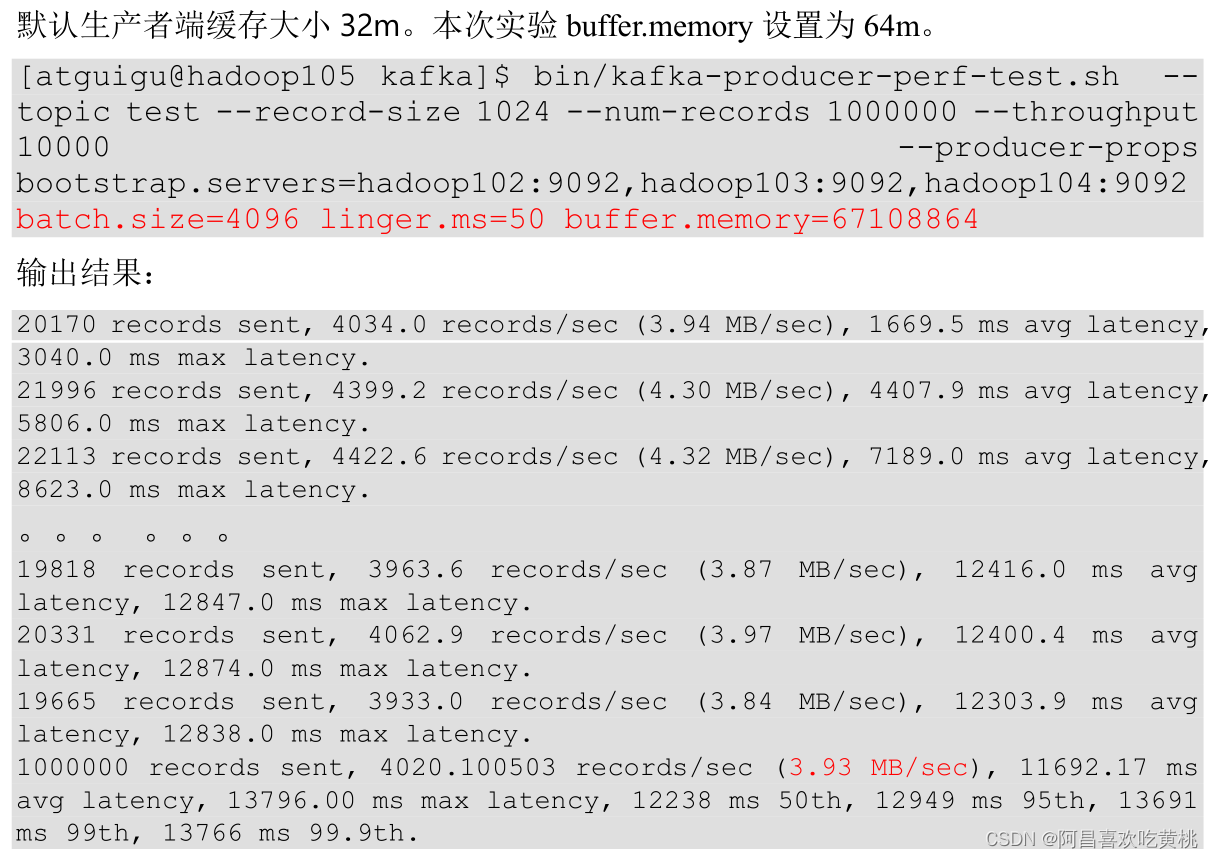 默认生产者端缓存大小 32m。本次实验 buffer.memory 设置为 64m。
[atguigu@hadoop105 kafka]$ bin/kafka-producer-perf-test.sh --
topic test --record-size 1024 --num-records 1000000 --throughput
10000 --producer-props
bootstrap.servers=hadoop102:9092,hadoop103:9092,hadoop104:9092
batch.size=4096 linger.ms=50 buffer.memory=67108864
输出结果：
20170 records sent, 4034.0 records/sec (3.94 MB/sec), 1669.5 ms avg latency,
3040.0 ms max latency.
21996 records sent, 4399.2 records/sec (4.30 MB/sec), 4407.9 ms avg latency,
5806.0 ms max latency.
22113 records sent, 4422.6 records/sec (4.32 MB/sec), 7189.0 ms avg latency,
8623.0 ms max latency.
。。。 。。。
19818 records sent, 3963.6 records/sec (3.87 MB/sec), 12416.0 ms avg
latency, 12847.0 ms max latency.
20331 records sent, 4062.9 records/sec (3.97 MB/sec), 12400.4 ms avg
latency, 12874.0 ms max latency.
19665 records sent, 3933.0 records/sec (3.84 MB/sec), 12303.9 ms avg
latency, 12838.0 ms max latency.
1000000 records sent, 4020.100503 records/sec (3.93 MB/sec), 11692.17 ms
avg latency, 13796.00 ms max latency, 12238 ms 50th, 12949 ms 95th, 13691
ms 99th, 13766 ms 99.9th.
CSDN @阿昌喜欢吃黄桃